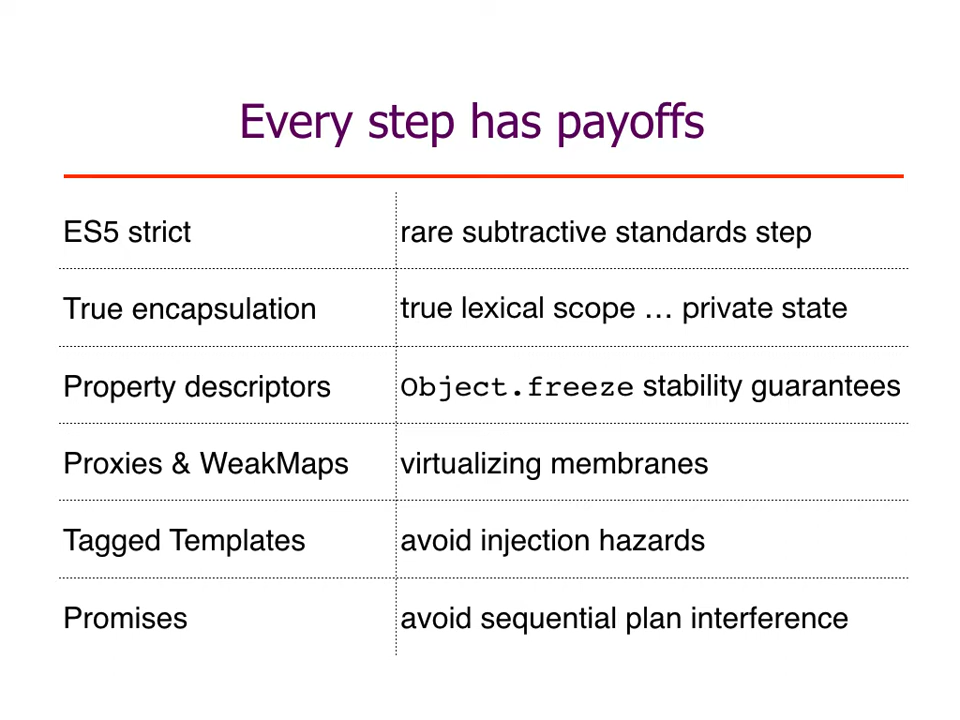 Every step has payoffs
ES5 strict rare subtractive standards step
True encapsulation true lexical scope … private state
Property descriptors Object.freeze stability guarantees
Proxies & WeakMaps virtualizing membranes
Tagged Templates avoid injection hazards
Promises avoid sequential plan interference